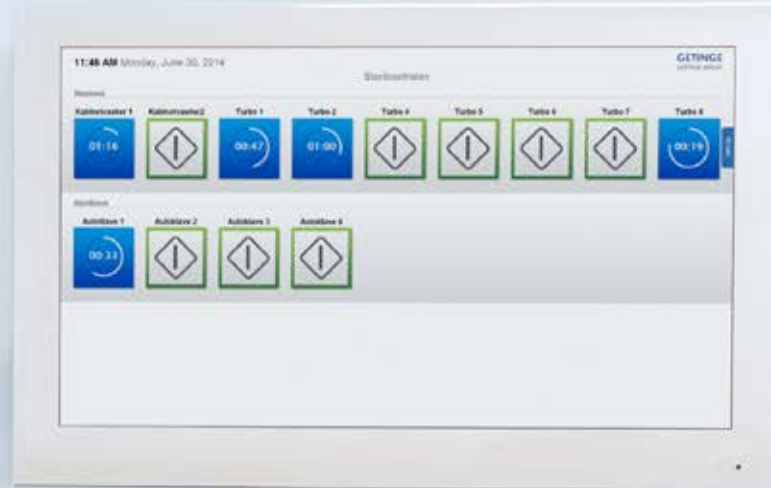 11:46 AM Monday, June 30, 2014
GETINGE
Sterilcentralen
Kabinetvasker 1 Kabinetvasker2 Turbo 1 Turbo 2 Turbo 4 Turbo 5 Turbo 6 Turbo 7 Turbo 8
01:16 00:47 01:00 00:19
Autoklave 1 Autoklave 2 Autoklave 3 Autoklave 4
00:33